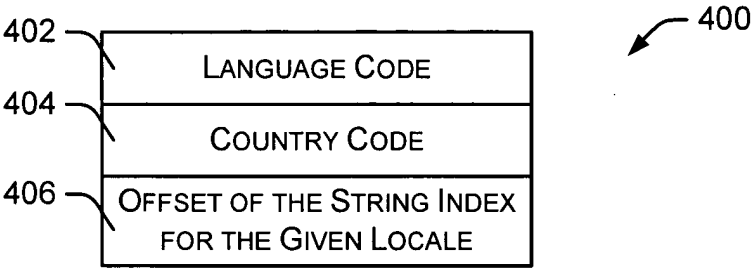 400
402
LANGUAGE CODE
404
COUNTRY CODE
406
OFFSET OF THE STRING INDEX
FOR THE GIVEN LOCALE